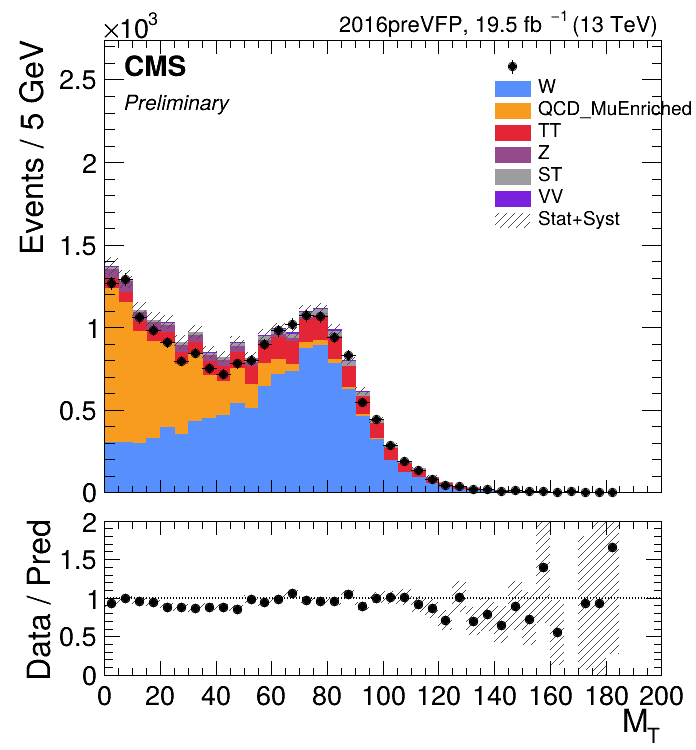 ×10³
2016preVFP, 19.5 fb ⁻¹ (13 TeV)
CMS
Preliminary
W
QCD_MuEnriched
TT
Z
ST
VV
Stat+Syst
Events / 5 GeV
2.5
2
1.5
1
0.5
0
Data / Pred
2
1.5
1
0.5
0
0 20 40 60 80 100 120 140 160 180 200
M_T